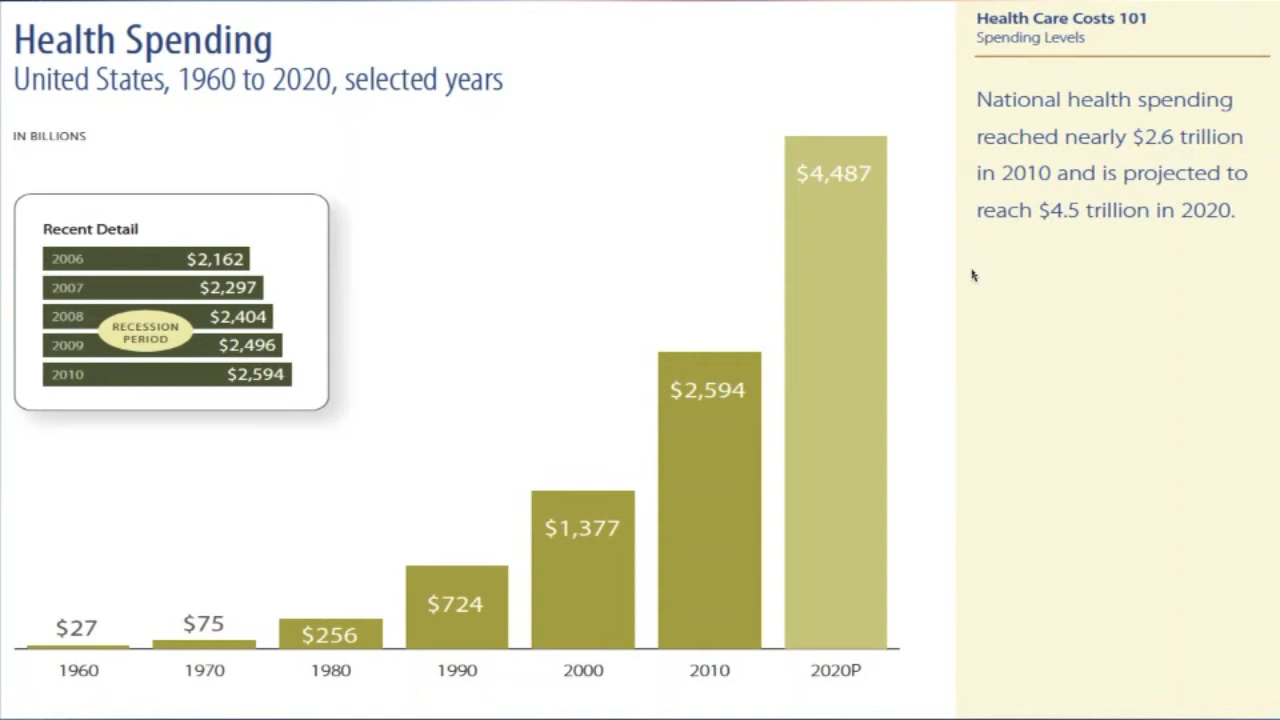 Health Spending
United States, 1960 to 2020, selected years
IN BILLIONS
Recent Detail
2006 $2,162
2007 $2,297
2008 $2,404
RECESSION
PERIOD
2009 $2,496
2010 $2,594
$27
$75
$256
$724
$1,377
$2,594
$4,487
1960 1970 1980 1990 2000 2010 2020P
Health Care Costs 101
Spending Levels
National health spending
reached nearly $2.6 trillion
in 2010 and is projected to
reach $4.5 trillion in 2020.